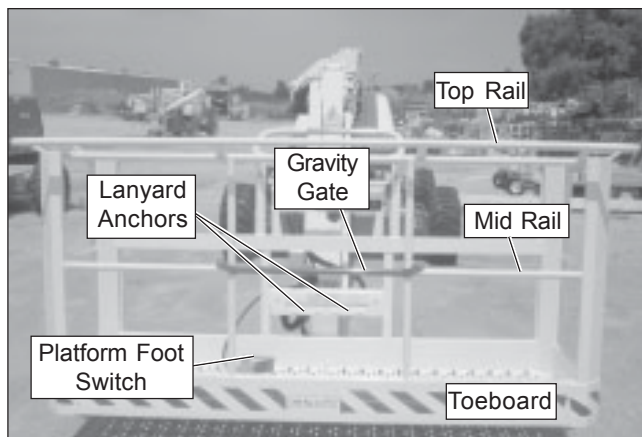 Top Rail
Gravity
Gate
Lanyard
Anchors
Mid Rail
Platform Foot
Switch
Toeboard